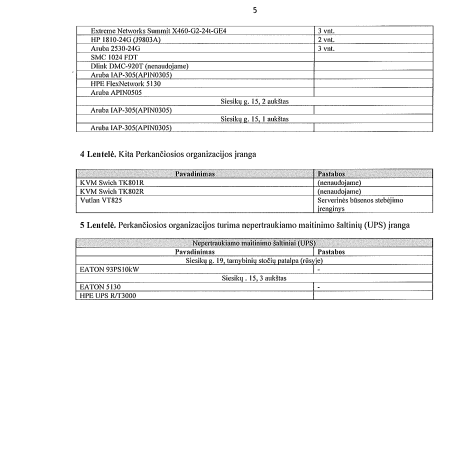 5
Extreme Networks Summit X460-G2-24t-GE4 3 vnt.
HP 1810-24G (J9803A) 2 vnt.
Aruba 2530-24G 3 vnt.
SMC 1024 FDT
Dlink DMC-920T (nenaudojame)
Aruba IAP-305(APIN0305)
HPE FlexNetwork 5130
Aruba APIN0505
Siesikų g. 15, 2 aukštas
Aruba IAP-305(APIN0305)
Siesikų g. 15, 1 aukštas
Aruba IAP-305(APIN0305)
4 Lentelė. Kita Perkančiosios organizacijos įranga
Pavadinimas Pastabos
KVM Swich TK801R (nenaudojame)
KVM Swich TK802R (nenaudojame)
Vutlan VT825 Serverinės būsenos stebėjimo
įrenginys
5 Lentelė. Perkančiosios organizacijos turima nepertraukiamo maitinimo šaltinių (UPS) įranga
Nepertraukiamo maitinimo šaltiniai (UPS)
Pavadinimas Pastabos
Siesikų g. 19, tarnybinių stočių patalpa (rūsyje)
EATON 93PS10kW -
Siesikų . 15, 3 aukštas
EATON 5130 -
HPE UPS R/T3000